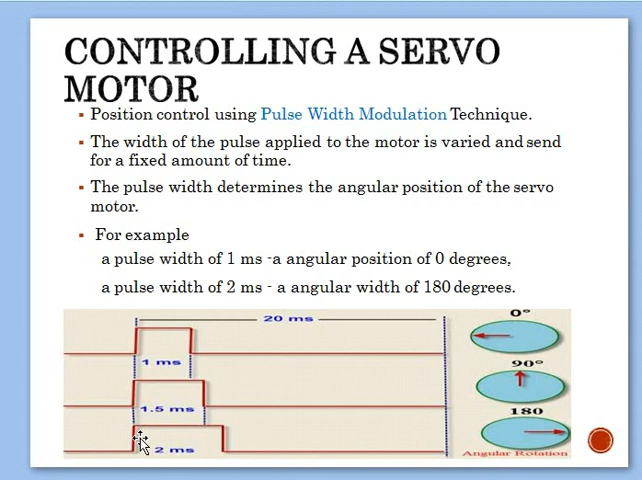 CONTROLLING A SERVO
MOTOR
Position control using Pulse Width Modulation Technique.
The width of the pulse applied to the motor is varied and send
for a fixed amount of time.
The pulse width determines the angular position of the servo
motor.
For example
a pulse width of 1 ms -a angular position of 0 degrees,
a pulse width of 2 ms - a angular width of 180 degrees.
20 ms
0°
1 ms
90°
1.5 ms
180
2 ms
Angular Rotation